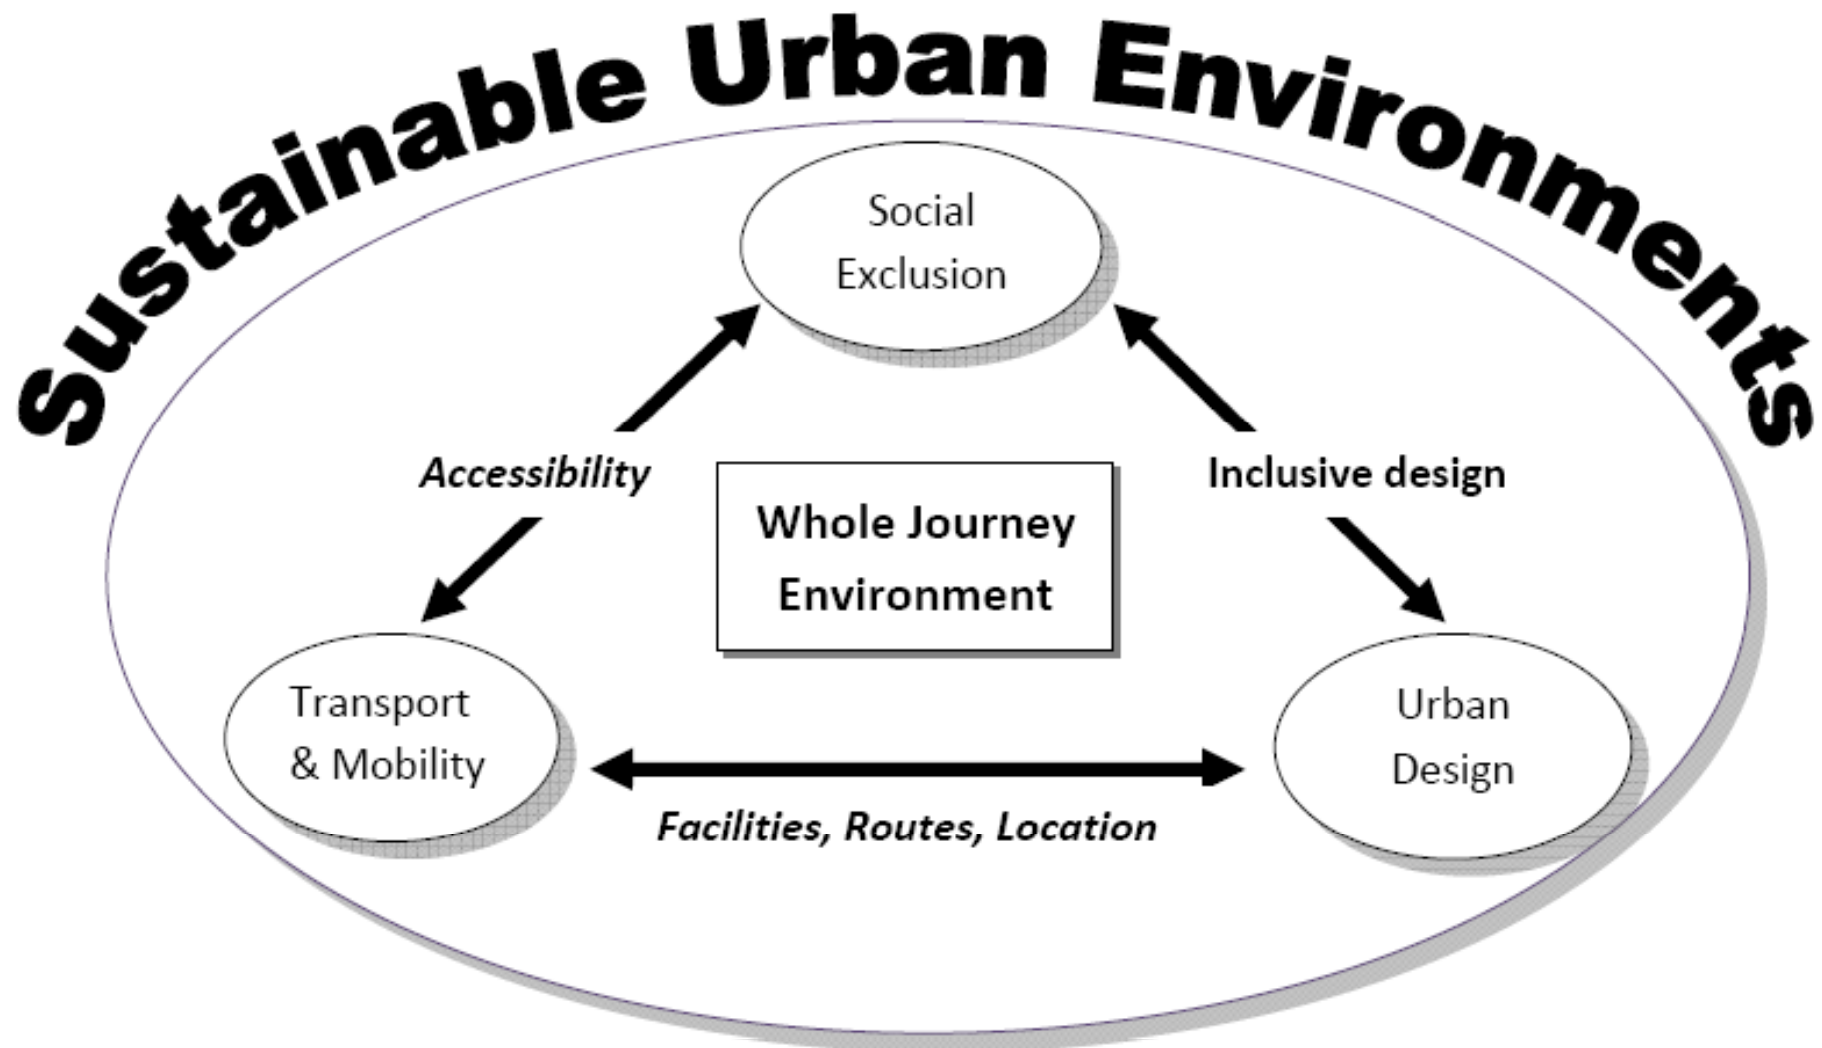 Sustainable Urban Environments
Social
Exclusion
Accessibility
Inclusive design
Whole Journey
Environment
Transport
& Mobility
Urban
Design
Facilities, Routes, Location